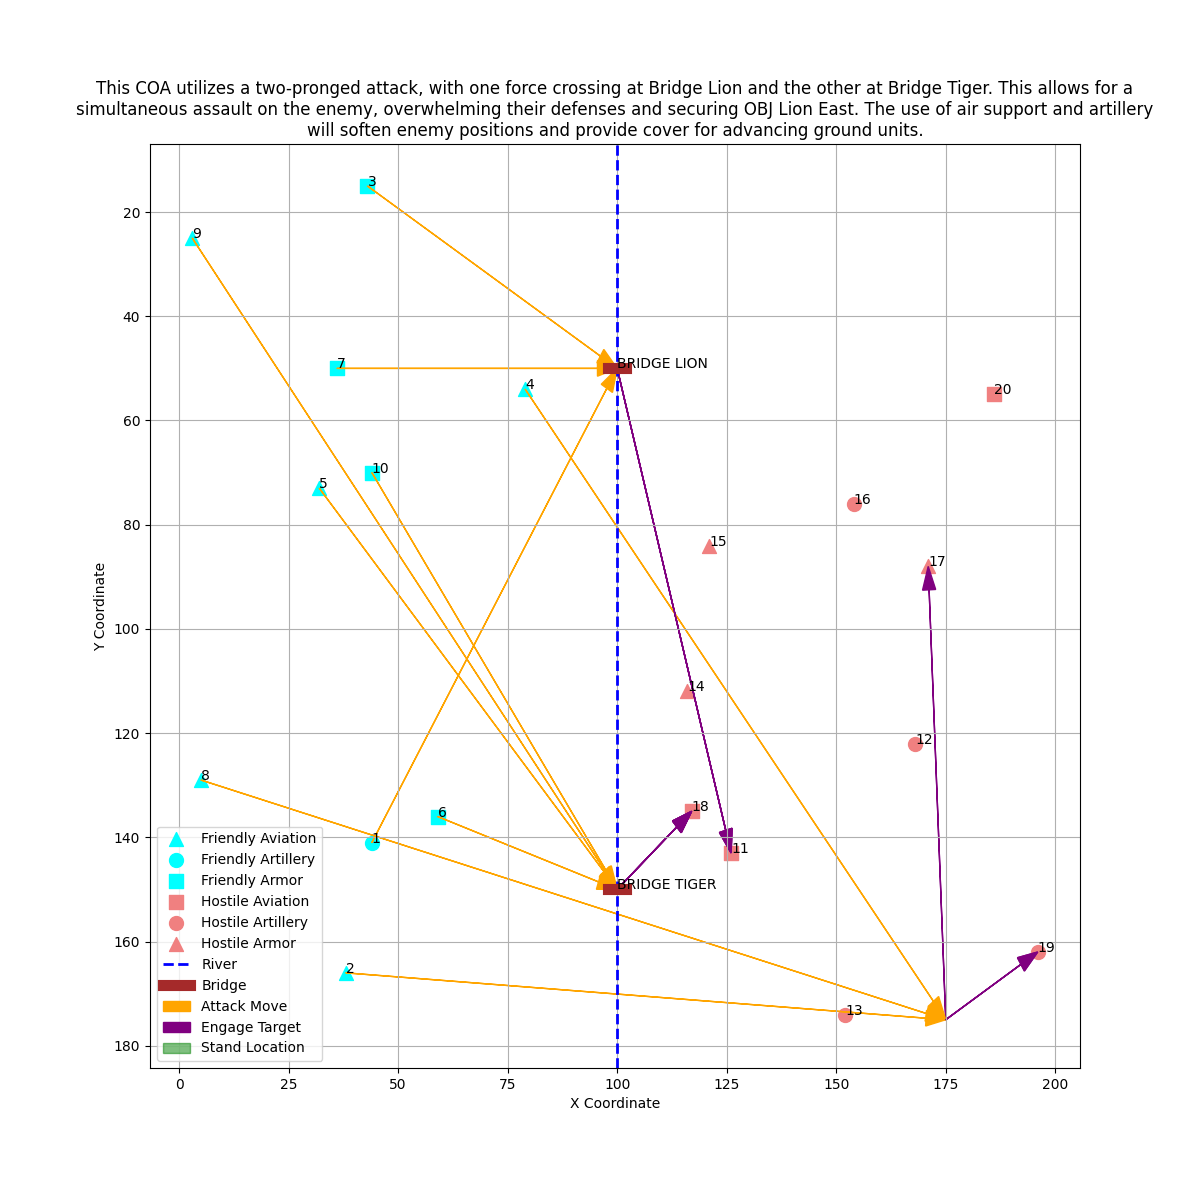 This COA utilizes a two-pronged attack, with one force crossing at Bridge Lion and the other at Bridge Tiger. This allows for a
simultaneous assault on the enemy, overwhelming their defenses and securing OBJ Lion East. The use of air support and artillery
will soften enemy positions and provide cover for advancing ground units.
3
9
20
40
7
BRIDGE LION
4
20
60
10
5
80
16
15
17
Y Coordinate
100
14
120
12
8
18
6
140
1
11
BRIDGE TIGER
160
19
2
13
180
Friendly Aviation
Friendly Artillery
Friendly Armor
Hostile Aviation
Hostile Artillery
Hostile Armor
River
Bridge
Attack Move
Engage Target
Stand Location
0 25 50 75 100 125 150 175 200
X Coordinate